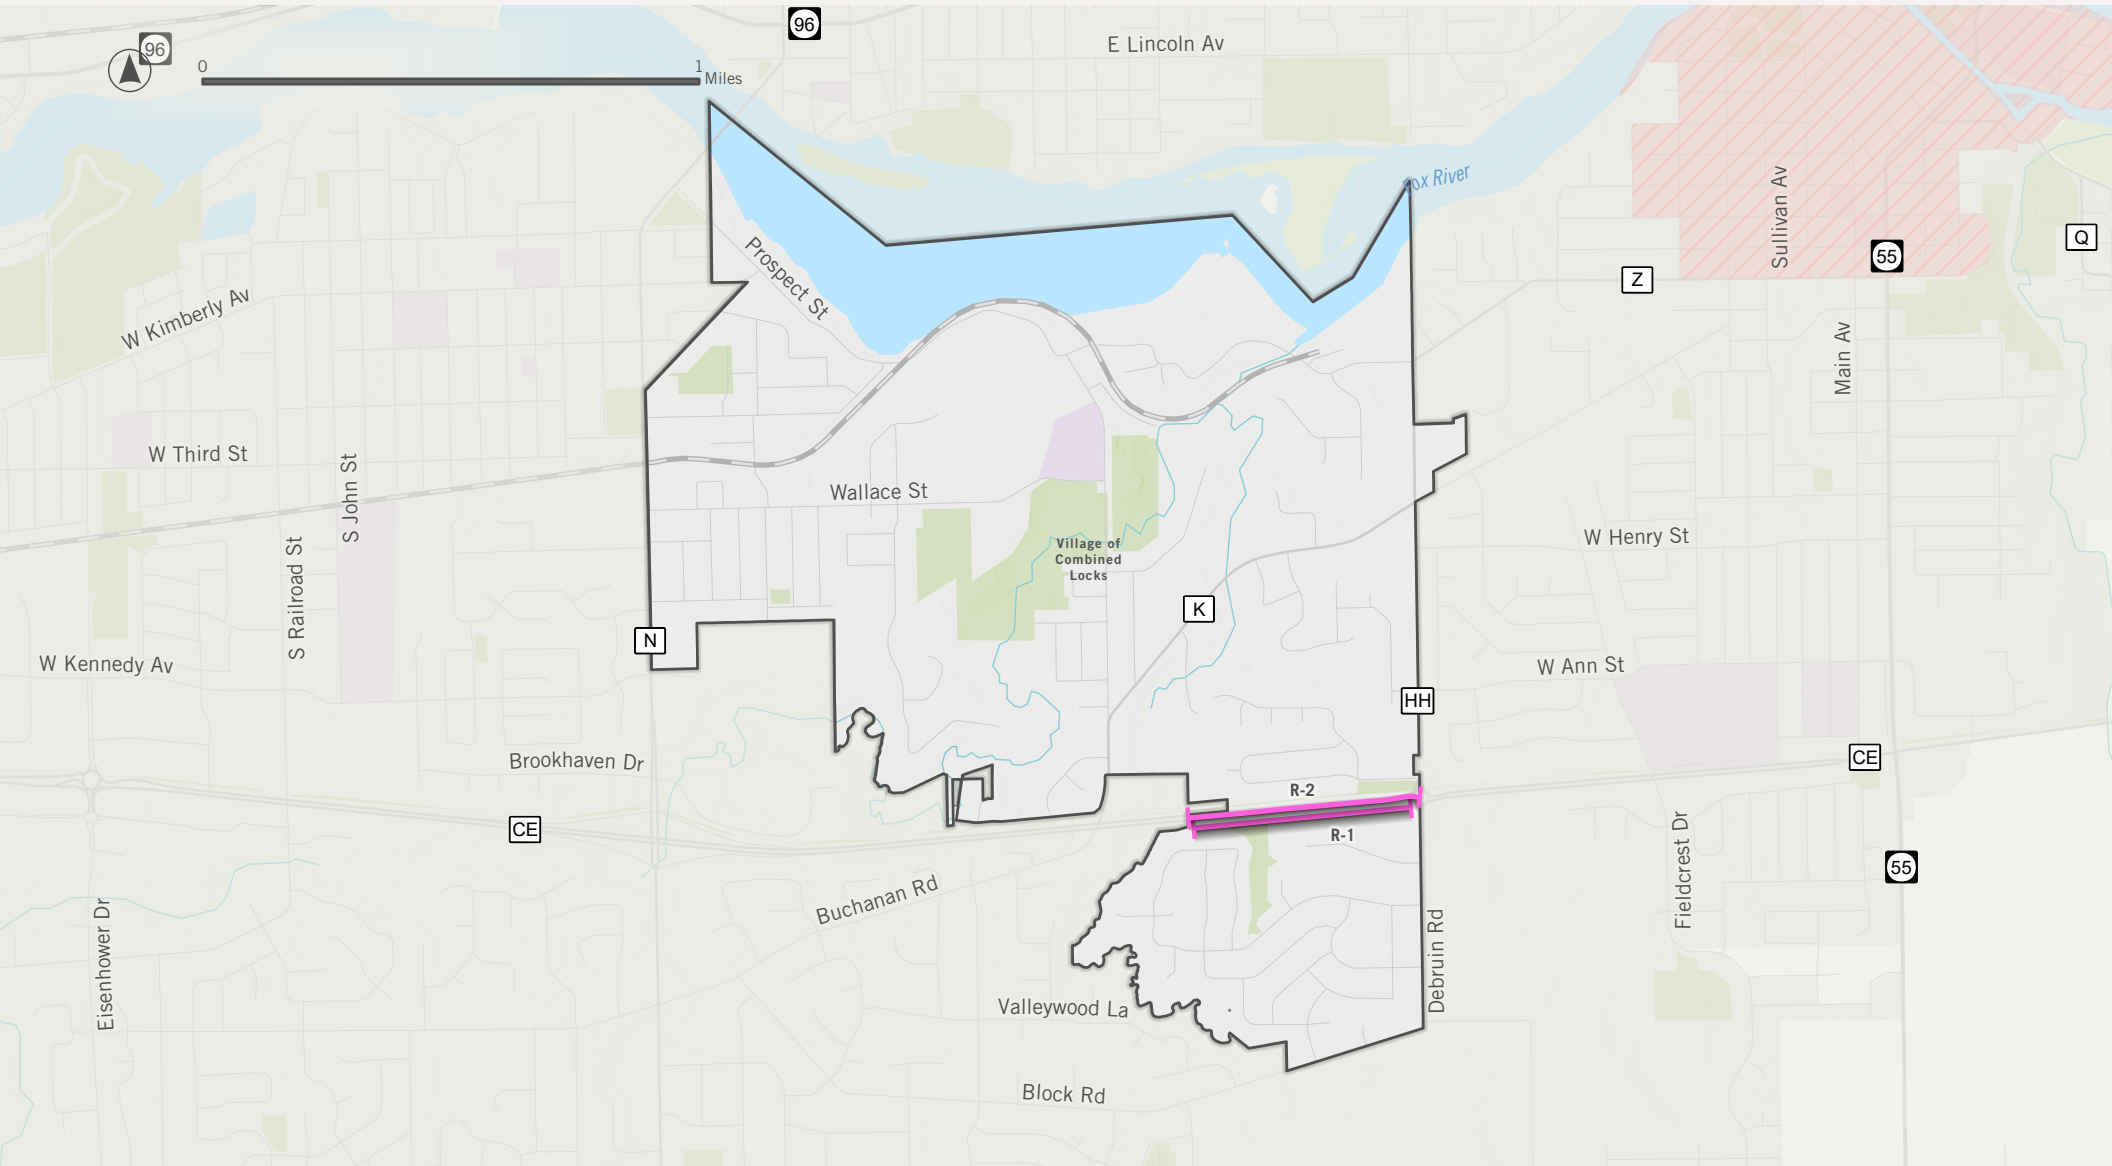 96
E Lincoln Av
96
0
1
Miles
ox River
Sullivan Av
Q
55
Z
Prospect St
W Kimberly Av
Main Av
W Third St
S John St
Wallace St
W Henry St
Village of
Combined
Locks
S Railroad St
K
N
W Kennedy Av
W Ann St
HH
Brookhaven Dr
CE
R-2
CE
R-1
Fieldcrest Dr
55
Buchanan Rd
Eisenhower Dr
Debruin Rd
Valleywood La
Block Rd